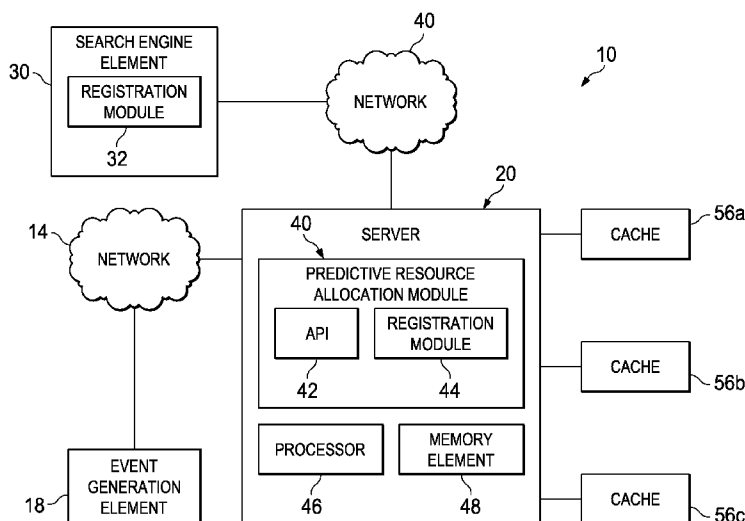 40
SEARCH ENGINE
ELEMENT
10
30
REGISTRATION
MODULE
NETWORK
32
20
14
SERVER
CACHE
56a
40
NETWORK
PREDICTIVE RESOURCE
ALLOCATION MODULE
API
REGISTRATION
MODULE
42
44
CACHE
56b
PROCESSOR
MEMORY
ELEMENT
EVENT
GENERATION
ELEMENT
18
46
48
CACHE
56c